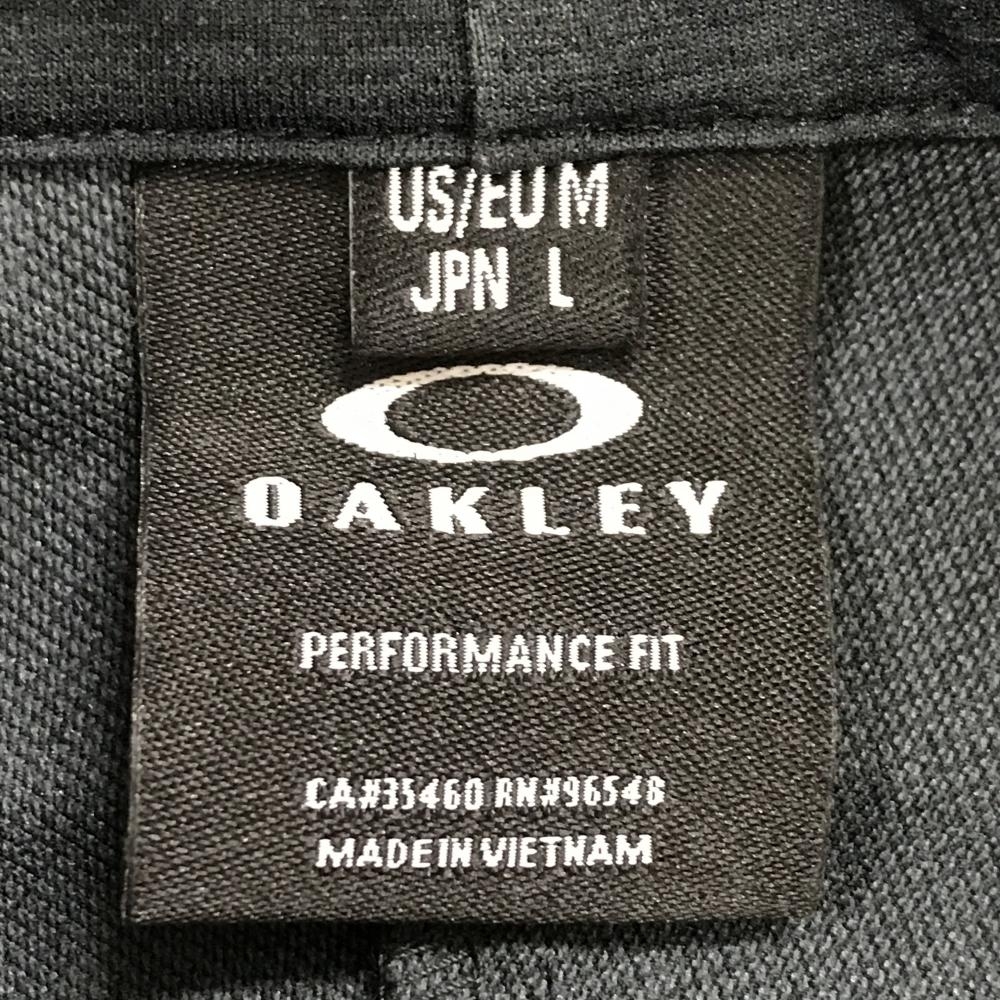 US/EU M
JPN L
OAKLEY
PERFORMANCE FIT
CA#35460 RN#96548
MADE IN VIETNAM